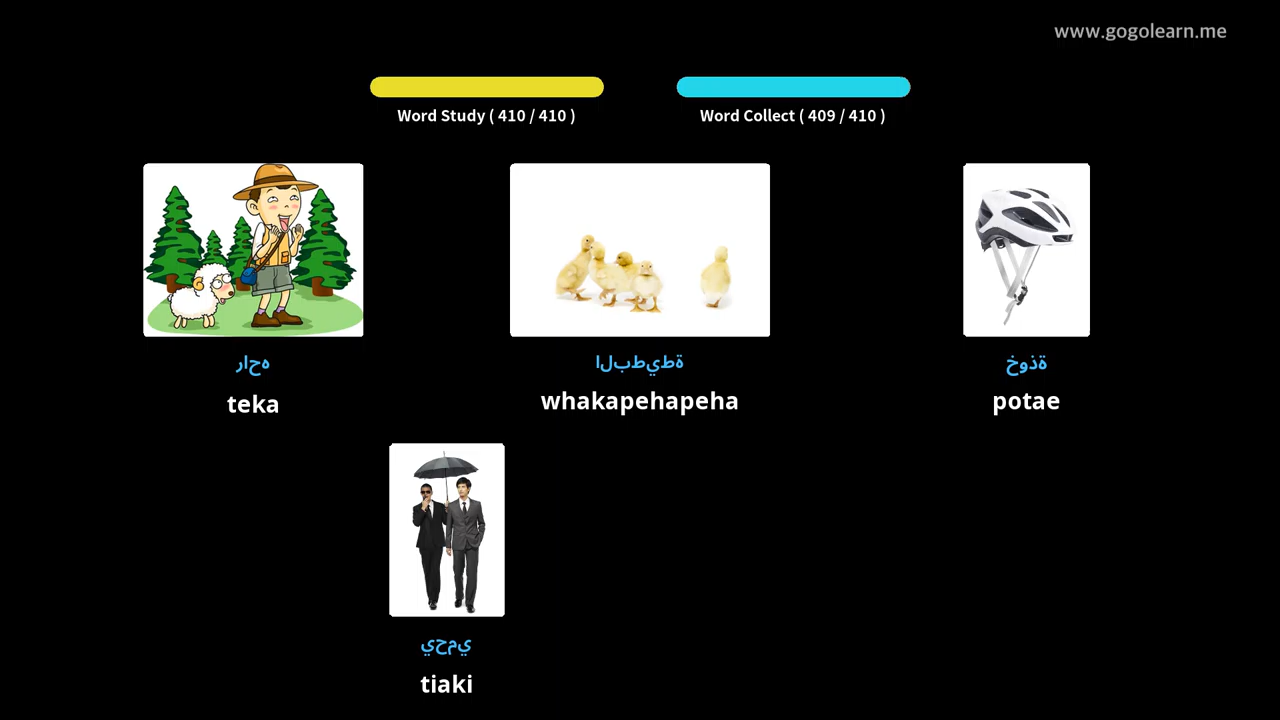 www.gogolearn.me
Word Study ( 410 / 410 )
Word Collect ( 409 / 410 )
راحه
البطيطة
خوذة
teka
whakapehapeha
potae
يحمي
tiaki